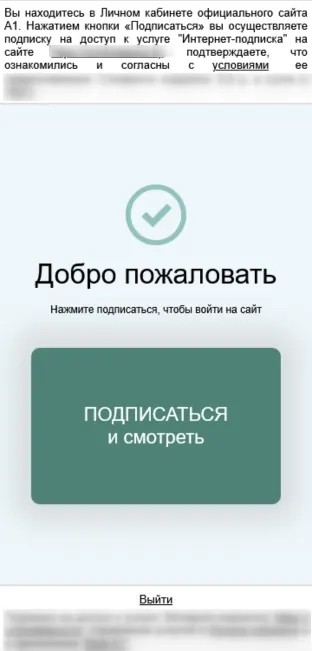 Вы находитесь в Личном кабинете официального сайта
А1. Нажатием кнопки «Подписаться» вы осуществляете
подписку на доступ к услуге "Интернет-подписка" на
сайте подтверждаете, что
ознакомились и согласны с условиями ее
Добро пожаловать
Нажмите подписаться, чтобы войти на сайт
ПОДПИСАТЬСЯ
и смотреть
Выйти